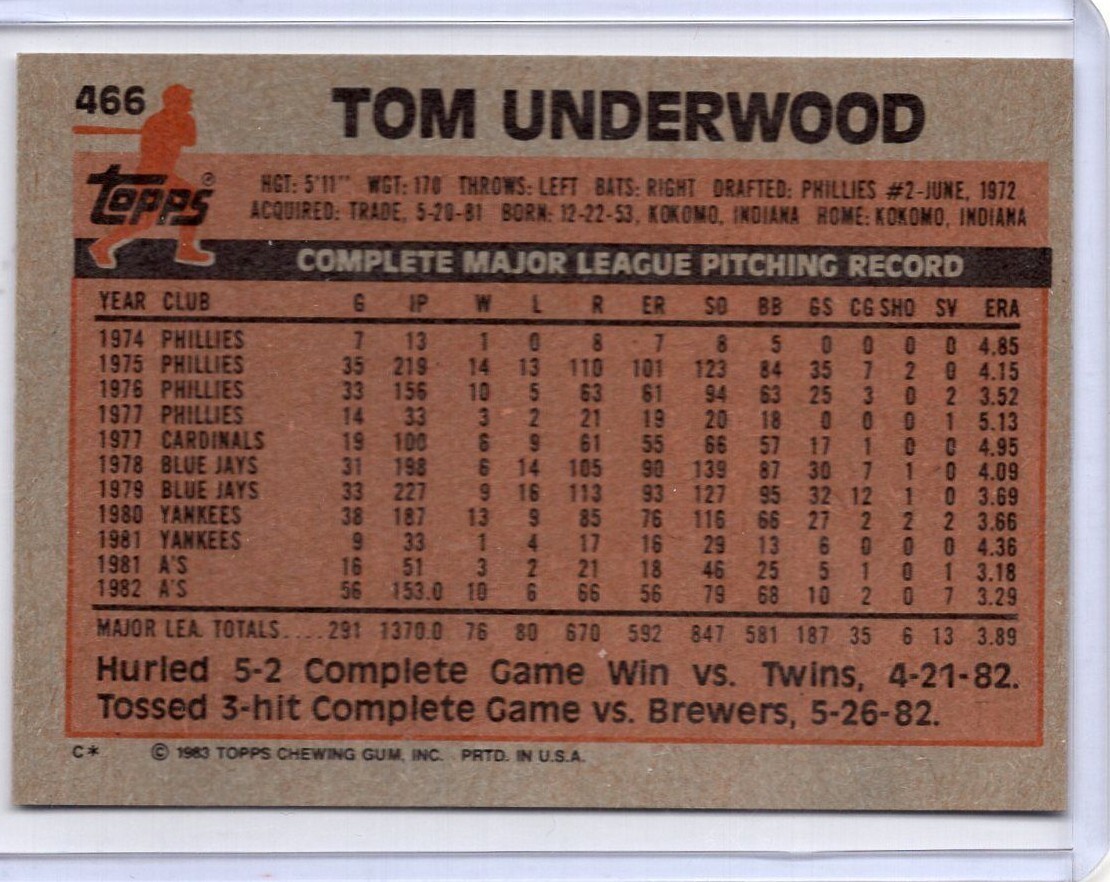 466
TOM UNDERWOOD
topps®
HGT: 5'11" WGT: 170 THROWS: LEFT BATS: RIGHT DRAFTED: PHILLIES #2-JUNE, 1972
ACQUIRED: TRADE, 5-20-81 BORN: 12-22-53, KOKOMO, INDIANA HOME: KOKOMO, INDIANA
COMPLETE MAJOR LEAGUE PITCHING RECORD
YEAR CLUB G IP W L R ER SO BB GS CG SHO SV ERA
1974 PHILLIES 7 13 1 0 8 7 8 5 0 0 0 0 4.85
1975 PHILLIES 35 219 14 13 110 101 123 84 35 7 2 0 4.15
1976 PHILLIES 33 156 10 5 63 61 94 63 25 3 0 2 3.52
1977 PHILLIES 14 33 3 2 21 19 20 18 0 0 0 1 5.13
1977 CARDINALS 19 100 6 9 61 55 66 57 17 1 0 0 4.95
1978 BLUE JAYS 31 198 6 14 105 90 139 87 30 7 1 0 4.09
1979 BLUE JAYS 33 227 9 16 113 93 127 95 32 12 1 0 3.69
1980 YANKEES 38 187 13 9 85 76 116 66 27 2 2 2 3.66
1981 YANKEES 9 33 1 4 17 16 29 13 6 0 0 0 4.36
1981 A'S 16 51 3 2 21 18 46 25 5 1 0 1 3.18
1982 A'S 56 153.0 10 6 66 56 79 68 10 2 0 7 3.29
MAJOR LEA. TOTALS....291 1370.0 76 80 670 592 847 581 187 35 6 13 3.89
Hurled 5-2 Complete Game Win vs. Twins, 4-21-82.
Tossed 3-hit Complete Game vs. Brewers, 5-26-82.
C* © 1983 TOPPS CHEWING GUM, INC. PRTD. IN U.S.A.